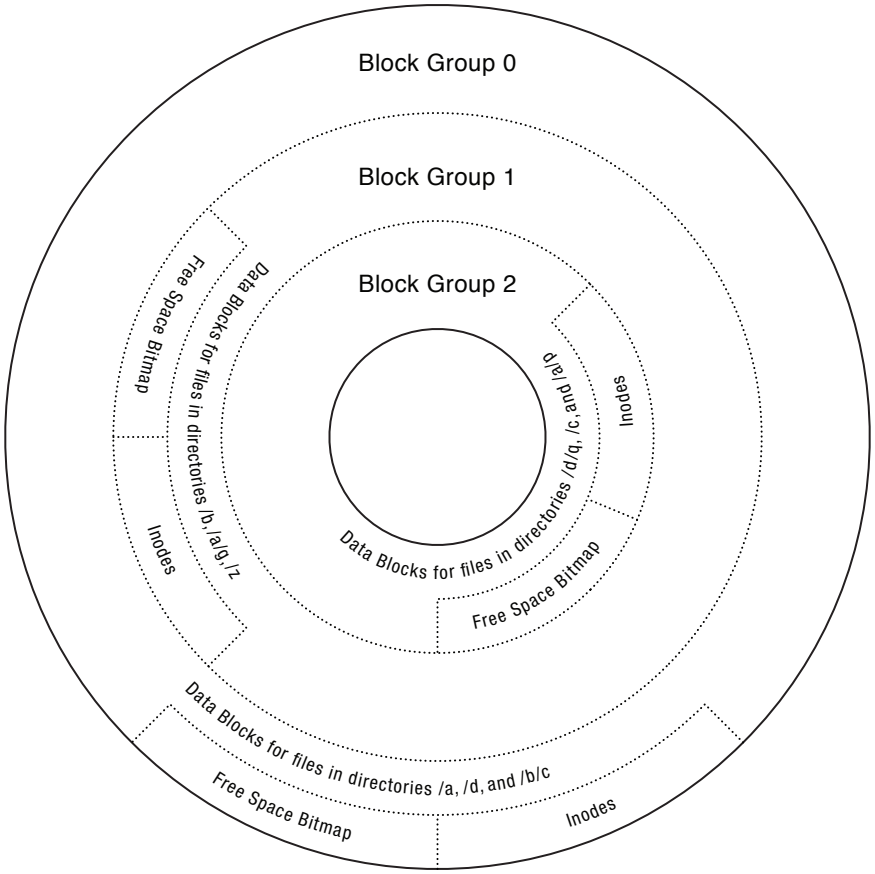 Block Group 0
Block Group 1
Block Group 2
Free Space Bitmap
Data Blocks for files in directories /b, /a/g, /z
Inodes
Data Blocks for files in directories /d/q, /c, and /a/p
Inodes
Free Space Bitmap
Data Blocks for files in directories /a, /d, and /b/c
Free Space Bitmap
Inodes